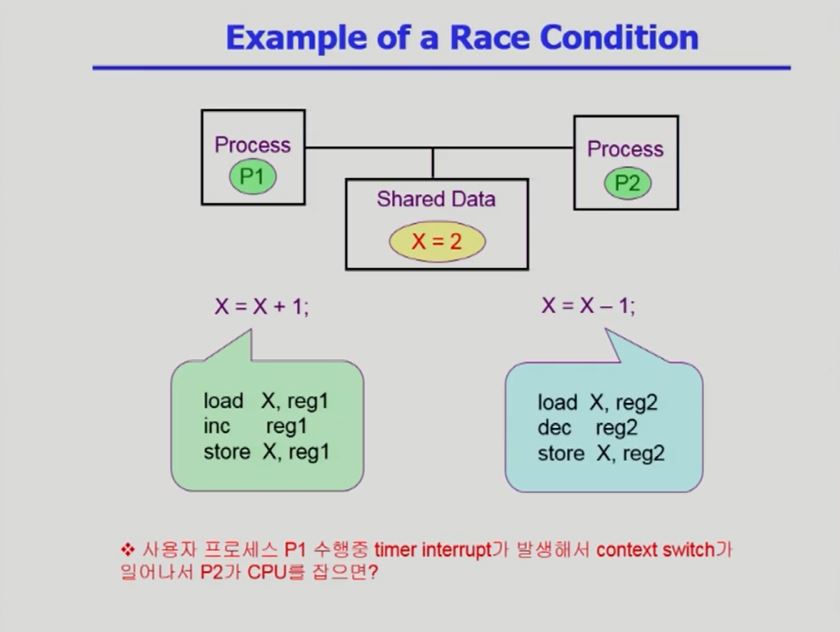 Example of a Race Condition
Process
P1
Process
P2
Shared Data
X = 2
X = X + 1;
X = X – 1;
load X, reg1
inc reg1
store X, reg1
load X, reg2
dec reg2
store X, reg2
❖ 사용자 프로세스 P1 수행중 timer interrupt가 발생해서 context switch가
일어나서 P2가 CPU를 잡으면?